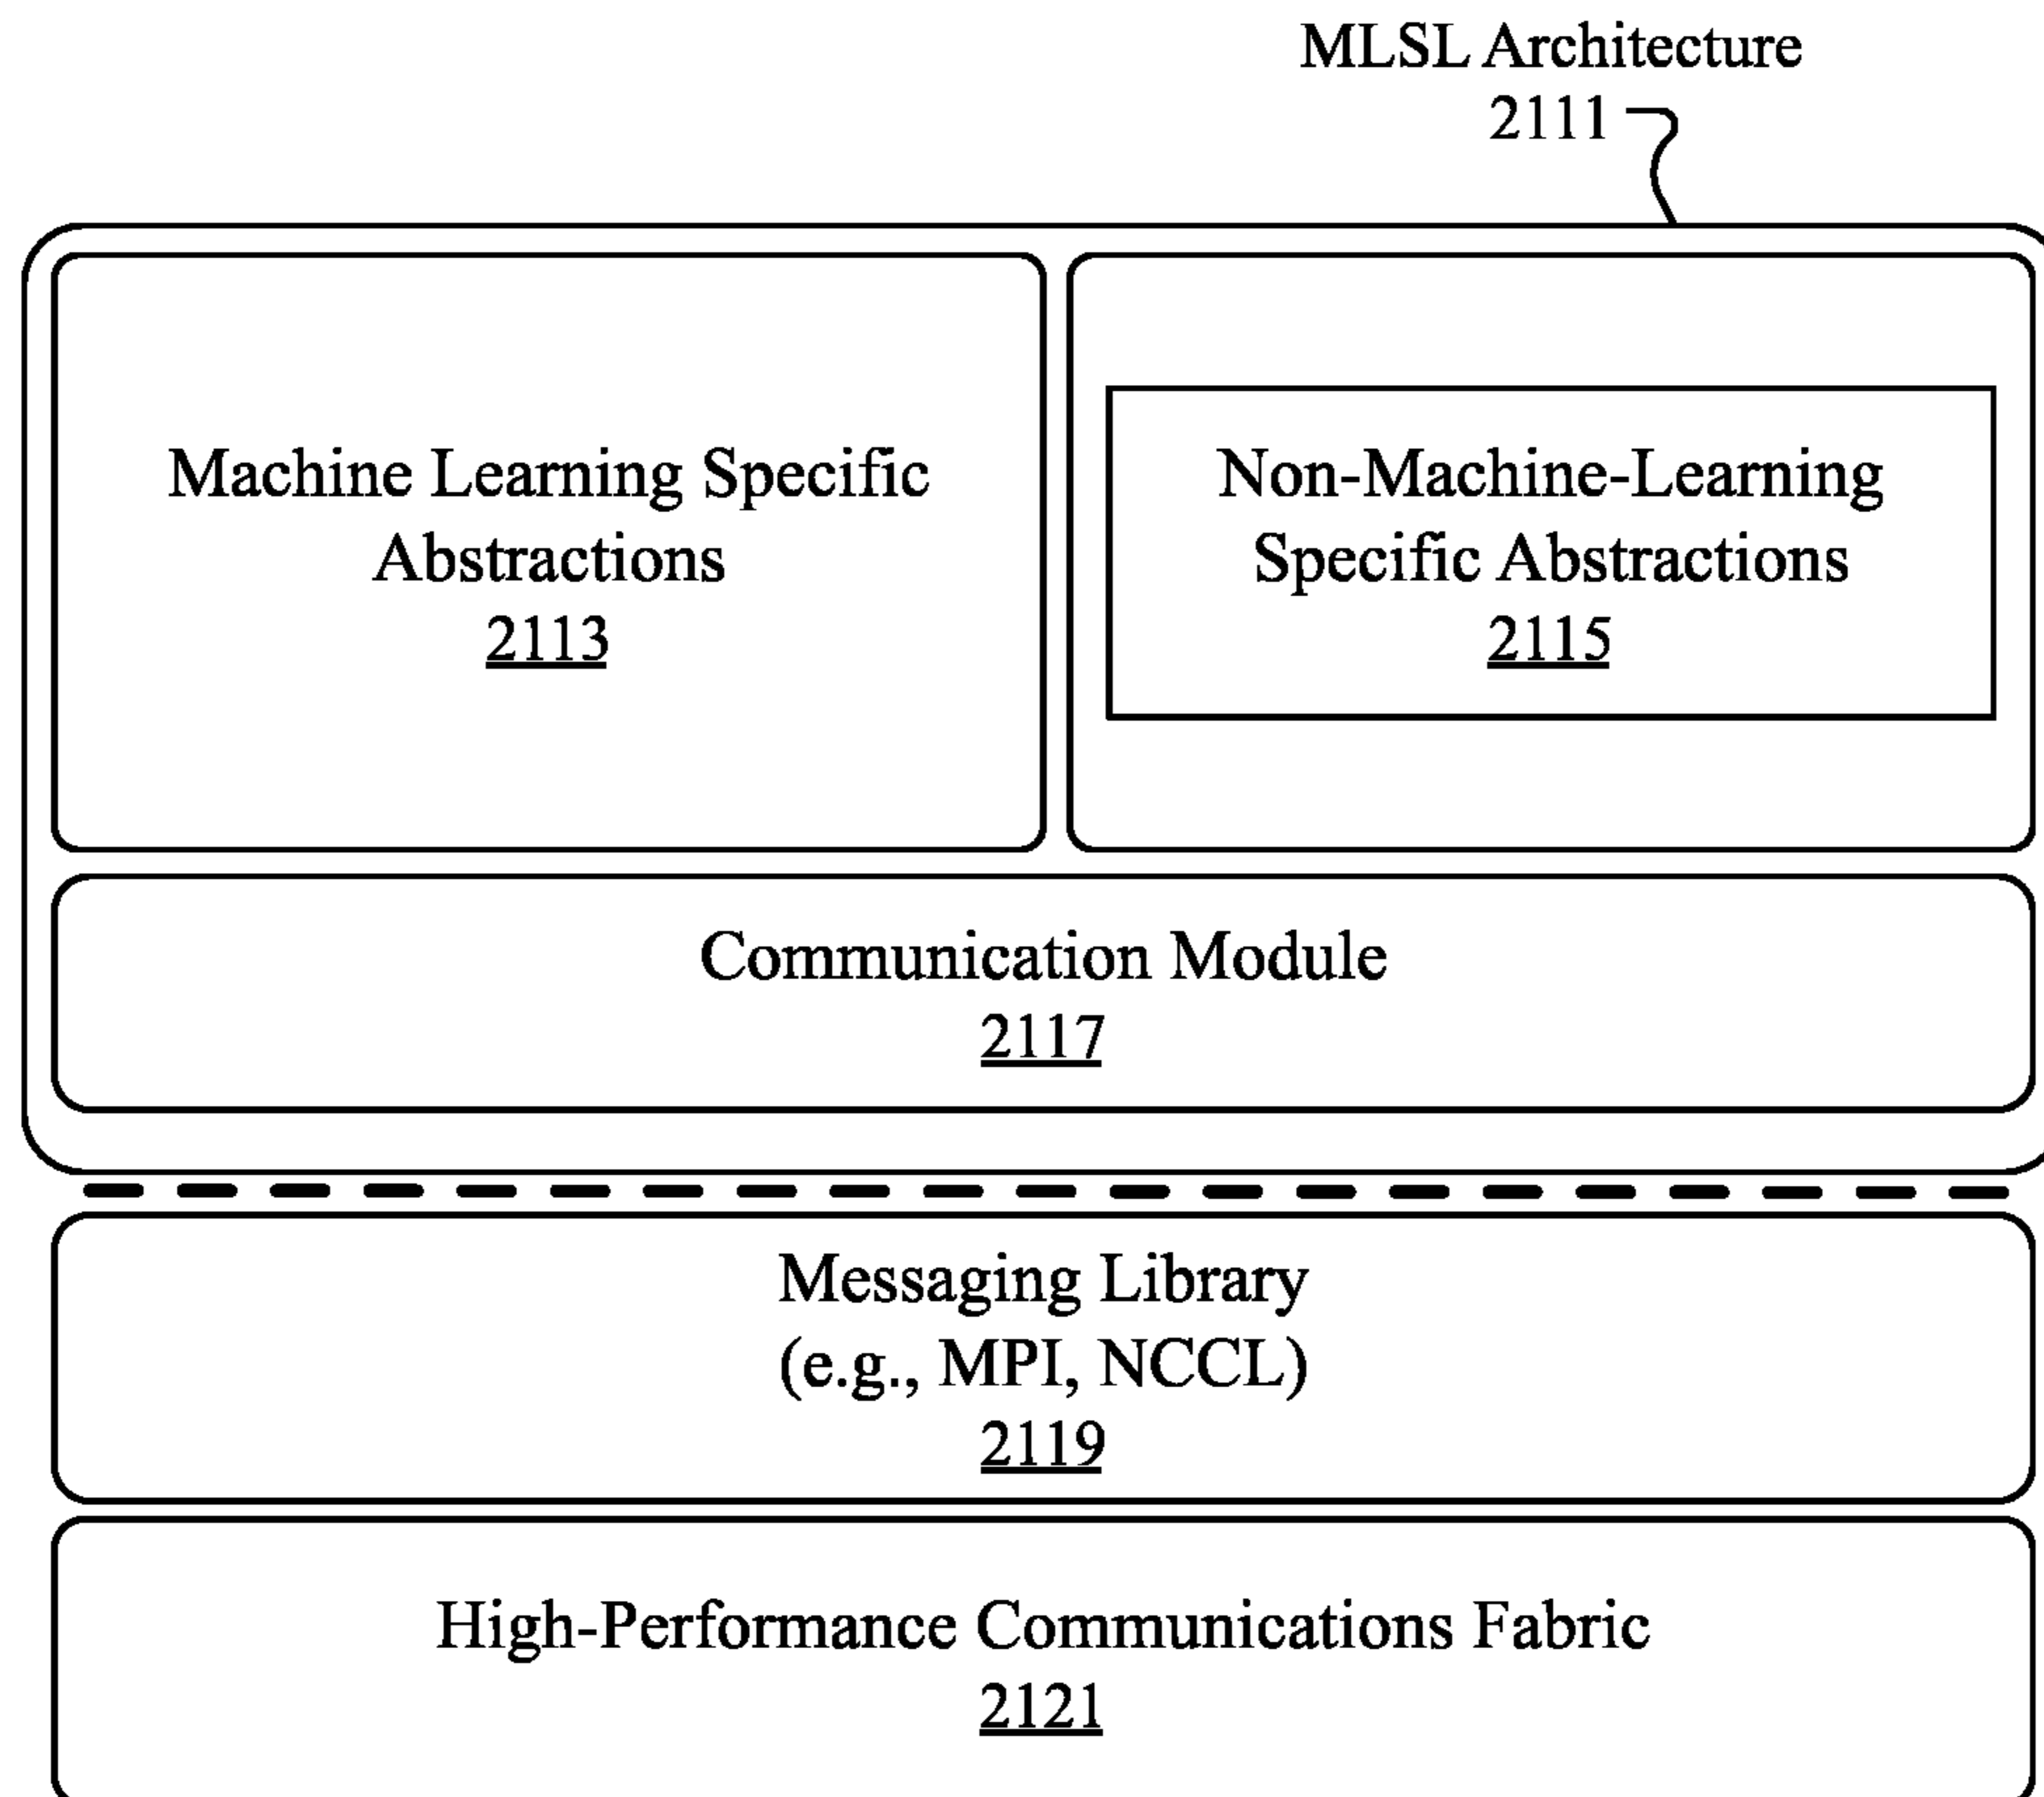 MLSL Architecture
2111
Machine Learning Specific
Abstractions
2113
Non-Machine-Learning
Specific Abstractions
2115
Communication Module
2117
Messaging Library
(e.g., MPI, NCCL)
2119
High-Performance Communications Fabric
2121